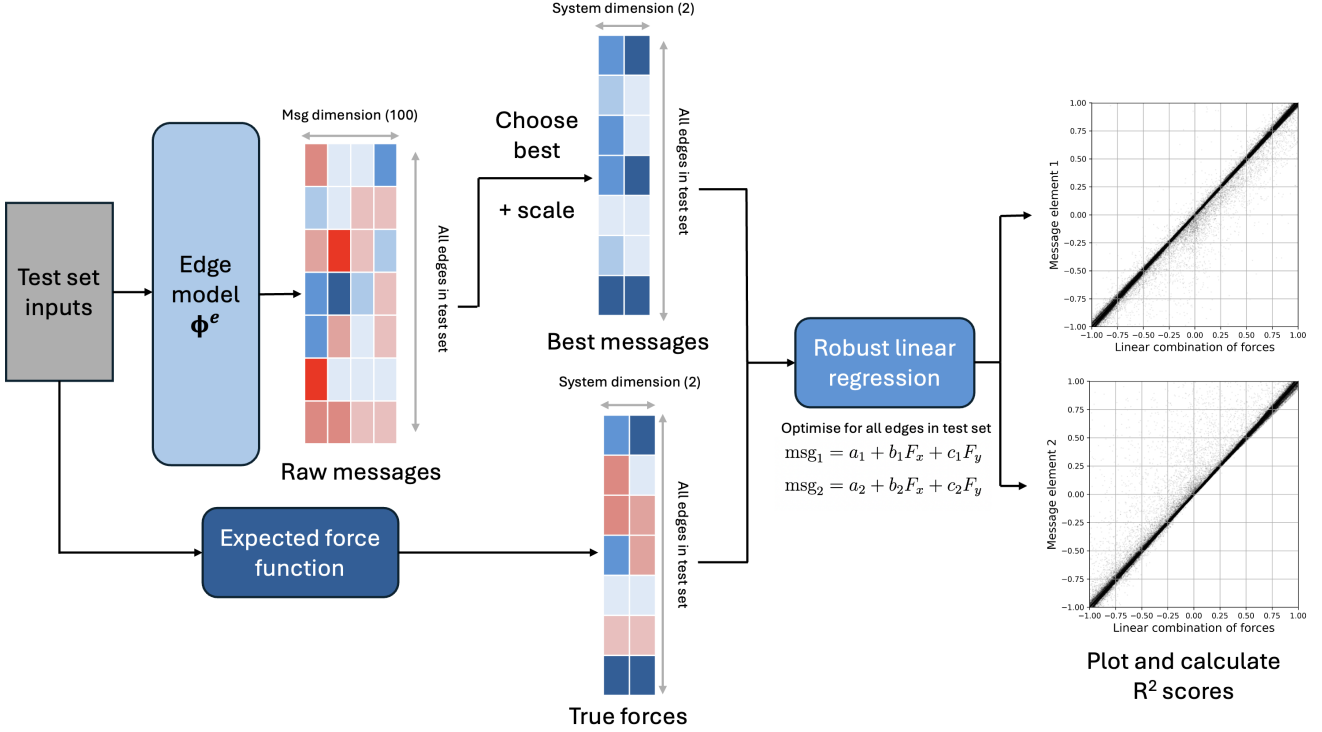 Test set
inputs
Edge
model
ϕᵉ
Msg dimension (100)
All edges in test set
Raw messages
Choose
best
+ scale
System dimension (2)
All edges in test set
Best messages
Expected force
function
System dimension (2)
All edges in test set
True forces
Robust linear
regression
Optimise for all edges in test set
msg₁ = a₁ + b₁Fₓ + c₁Fᵧ
msg₂ = a₂ + b₂Fₓ + c₂Fᵧ
Message element 1
1.00
0.75
0.50
0.25
0.00
−0.25
−0.50
−0.75
−1.00
−1.00 −0.75 −0.50 −0.25 0.00 0.25 0.50 0.75 1.00
Linear combination of forces
Message element 2
1.00
0.75
0.50
0.25
0.00
−0.25
−0.50
−0.75
−1.00
−1.00 −0.75 −0.50 −0.25 0.00 0.25 0.50 0.75 1.00
Linear combination of forces
Plot and calculate
R² scores